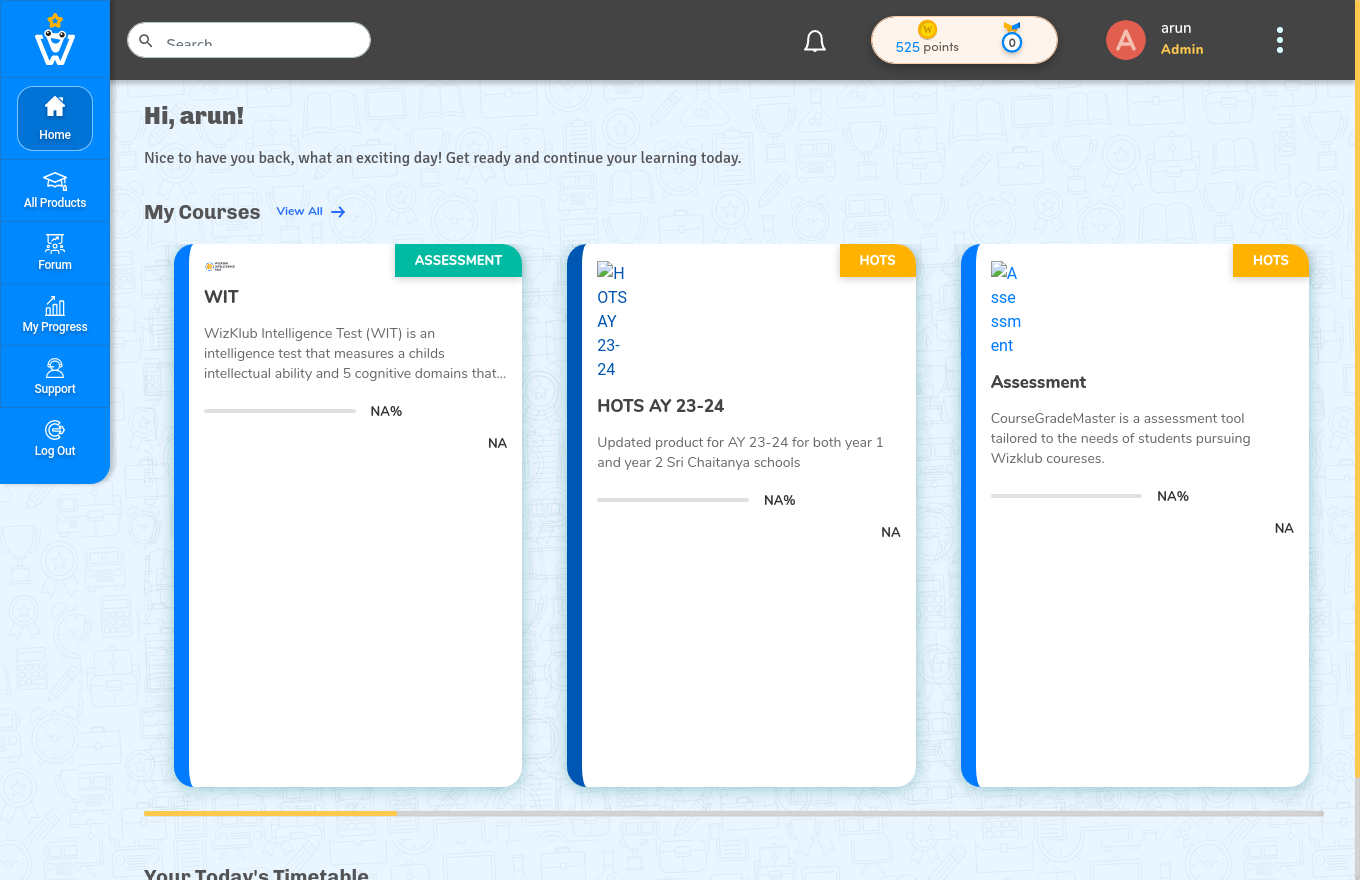 Search
525 points
0
A
arun
Admin
Home
All Products
Forum
My Progress
Support
Log Out
Hi, arun!
Nice to have you back, what an exciting day! Get ready and continue your learning today.
My Courses
View All
ASSESSMENT
WIT
WizKlub Intelligence Test (WIT) is an
intelligence test that measures a childs
intellectual ability and 5 cognitive domains that...
NA%
NA
HOTS
H
OTS
AY
23-
24
HOTS AY 23-24
Updated product for AY 23-24 for both year 1
and year 2 Sri Chaitanya schools
NA%
NA
HOTS
A
sse
ssm
ent
Assessment
CourseGradeMaster is a assessment tool
tailored to the needs of students pursuing
Wizklub coureses.
NA%
NA
Your Today's Timetable